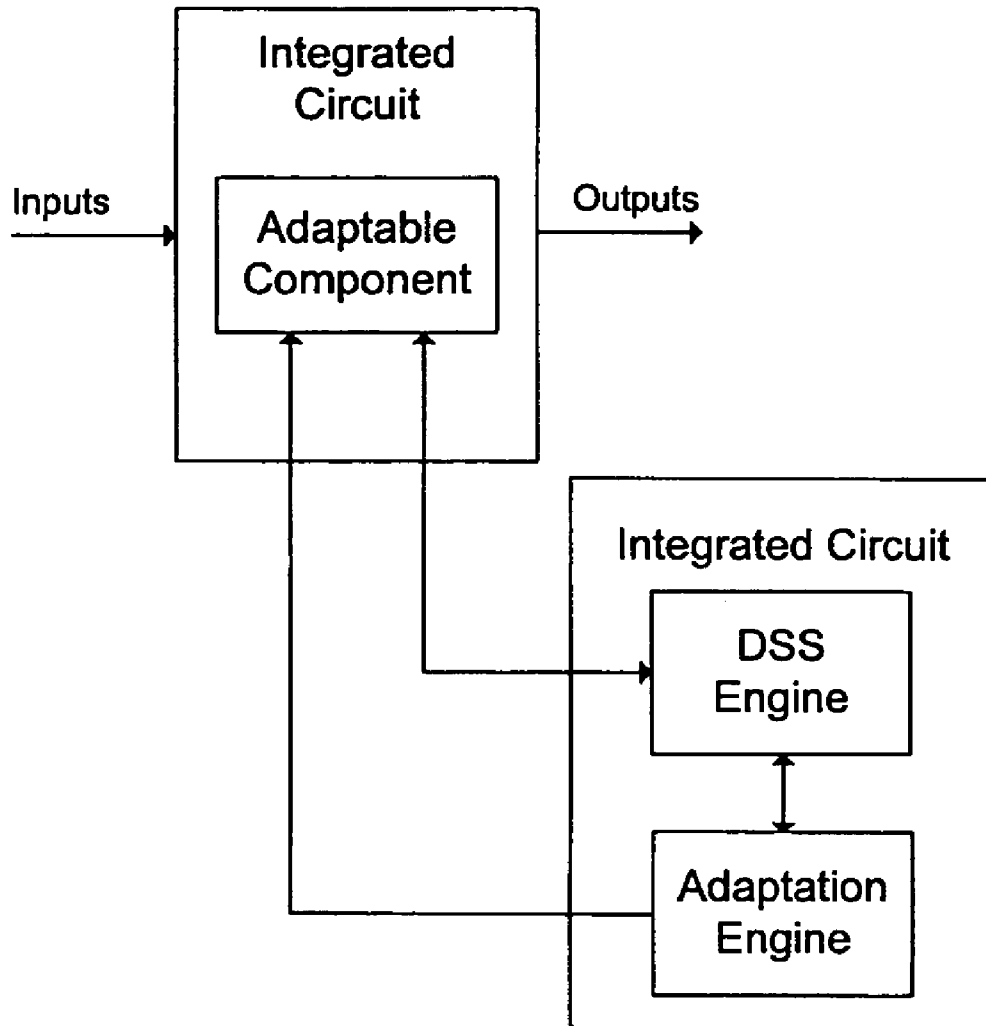 Integrated
Circuit
Inputs
Outputs
Adaptable
Component
Integrated Circuit
DSS
Engine
Adaptation
Engine